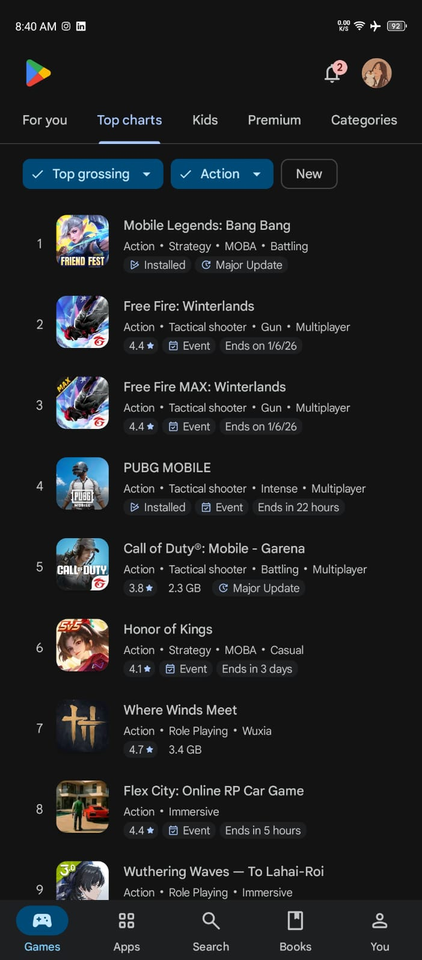 8:40 AM
0.00 K/S
92
2
For you Top charts Kids Premium Categories
Top grossing Action New
1
Mobile Legends: Bang Bang
Action • Strategy • MOBA • Battling
Installed Major Update
FRIEND FEST
2
Free Fire: Winterlands
Action • Tactical shooter • Gun • Multiplayer
4.4 Event Ends on 1/6/26
3
MAX
Free Fire MAX: Winterlands
Action • Tactical shooter • Gun • Multiplayer
4.4 Event Ends on 1/6/26
4
PUBG MOBILE
Action • Tactical shooter • Intense • Multiplayer
PUBG
MOBILE
Installed Event Ends in 22 hours
5
Call of Duty®: Mobile - Garena
Action • Tactical shooter • Battling • Multiplayer
CALL OF DUTY
3.8 2.3 GB Major Update
6
5V5
Honor of Kings
Action • Strategy • MOBA • Casual
4.1 Event Ends in 3 days
7
Where Winds Meet
Action • Role Playing • Wuxia
4.7 3.4 GB
8
Flex City: Online RP Car Game
Action • Immersive
4.4 Event Ends in 5 hours
9
3.0
Wuthering Waves — To Lahai-Roi
Action • Role Playing • Immersive
Games Apps Search Books You